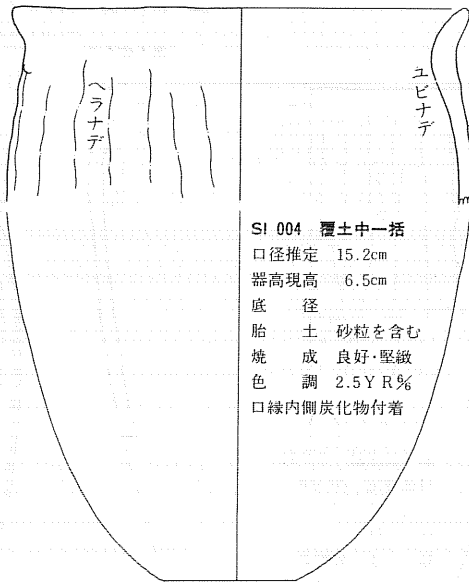 ヘラナデ
ユビナデ
SI 004 覆土中一括
口径推定 15.2cm
器高現高 6.5cm
底径
胎土 砂粒を含む
焼成 良好・堅緻
色調 2.5YR
口縁内側炭化物付着